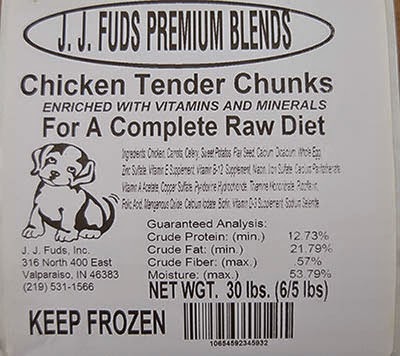 J. J. FUDS PREMIUM BLENDS
Chicken Tender Chunks
ENRICHED WITH VITAMINS AND MINERALS
For A Complete Raw Diet
Ingredients: Chicken, Carrots, Celery, Sweet Potatos, Flax Seed, Calcium, Dicalcium, Whole Egg,
Zinc Sulfate, Vitamin E Supplement, Vitamin B-12 Supplement, Niacin, Iron Sulfate, Calcium
Vitamin A Acetate, Copper Sulfate, Pyridoxine Hydrochloride, Thiamine Mononitrate, Riboflavin,
Folic Acid, Manganous Oxide, Calcium Iodate, Biotin, Vitamin D-3 Supplement, Sodium Selenite
Guaranteed Analysis:
Crude Protein: (min.) 12.73%
Crude Fat: (min.) 21.79%
Crude Fiber: (max.) .57%
Moisture: (max.) 53.79%
J. J. Fuds, Inc.
316 North 400 East
Valparaiso, IN 46383
(219) 531-1566
NET WGT. 30 lbs. (6/5 lbs)
KEEP FROZEN
10654592345932